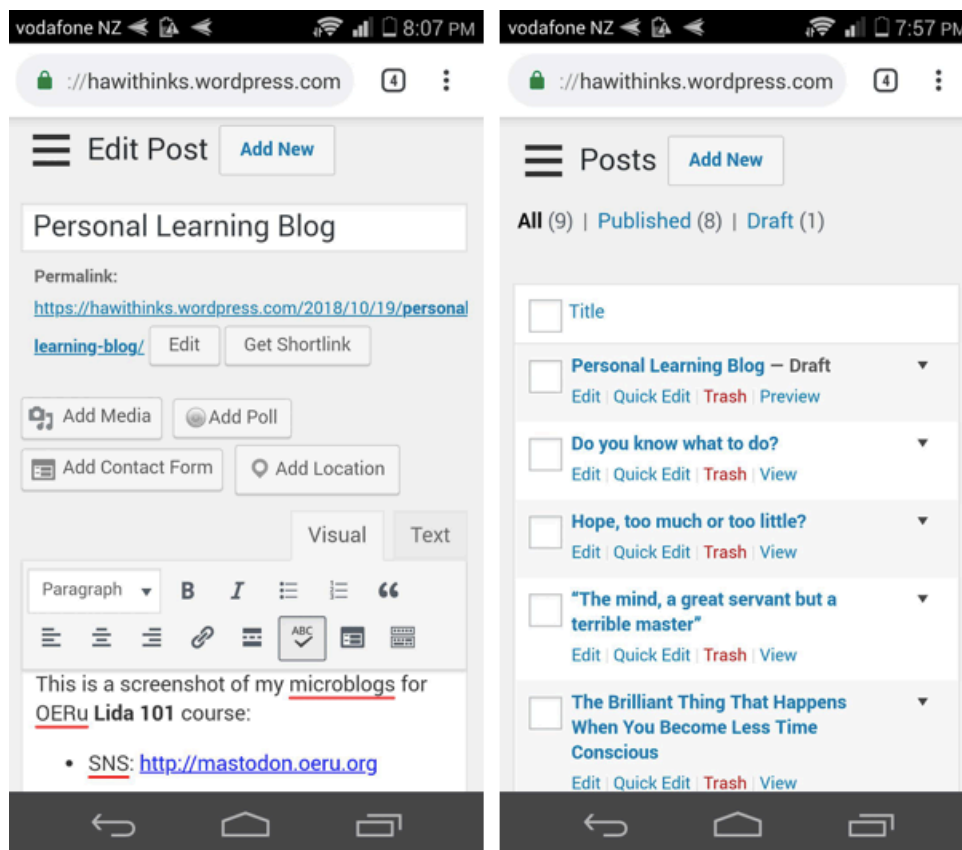 vodafone NZ 8:07 PM
://hawithinks.wordpress.com 4
Edit Post Add New
Personal Learning Blog
Permalink:
https://hawithinks.wordpress.com/2018/10/19/personal
learning-blog/ Edit Get Shortlink
Add Media Add Poll
Add Contact Form Add Location
Visual Text
Paragraph B I
ABC
This is a screenshot of my microblogs for
OERu Lida 101 course:
• SNS: http://mastodon.oeru.org
vodafone NZ 7:57 PM
://hawithinks.wordpress.com 4
Posts Add New
All (9) | Published (8) | Draft (1)
Title
Personal Learning Blog — Draft
Edit | Quick Edit | Trash | Preview
Do you know what to do?
Edit | Quick Edit | Trash | View
Hope, too much or too little?
Edit | Quick Edit | Trash | View
“The mind, a great servant but a
terrible master”
Edit | Quick Edit | Trash | View
The Brilliant Thing That Happens
When You Become Less Time
Conscious
Edit | Quick Edit | Trash | View